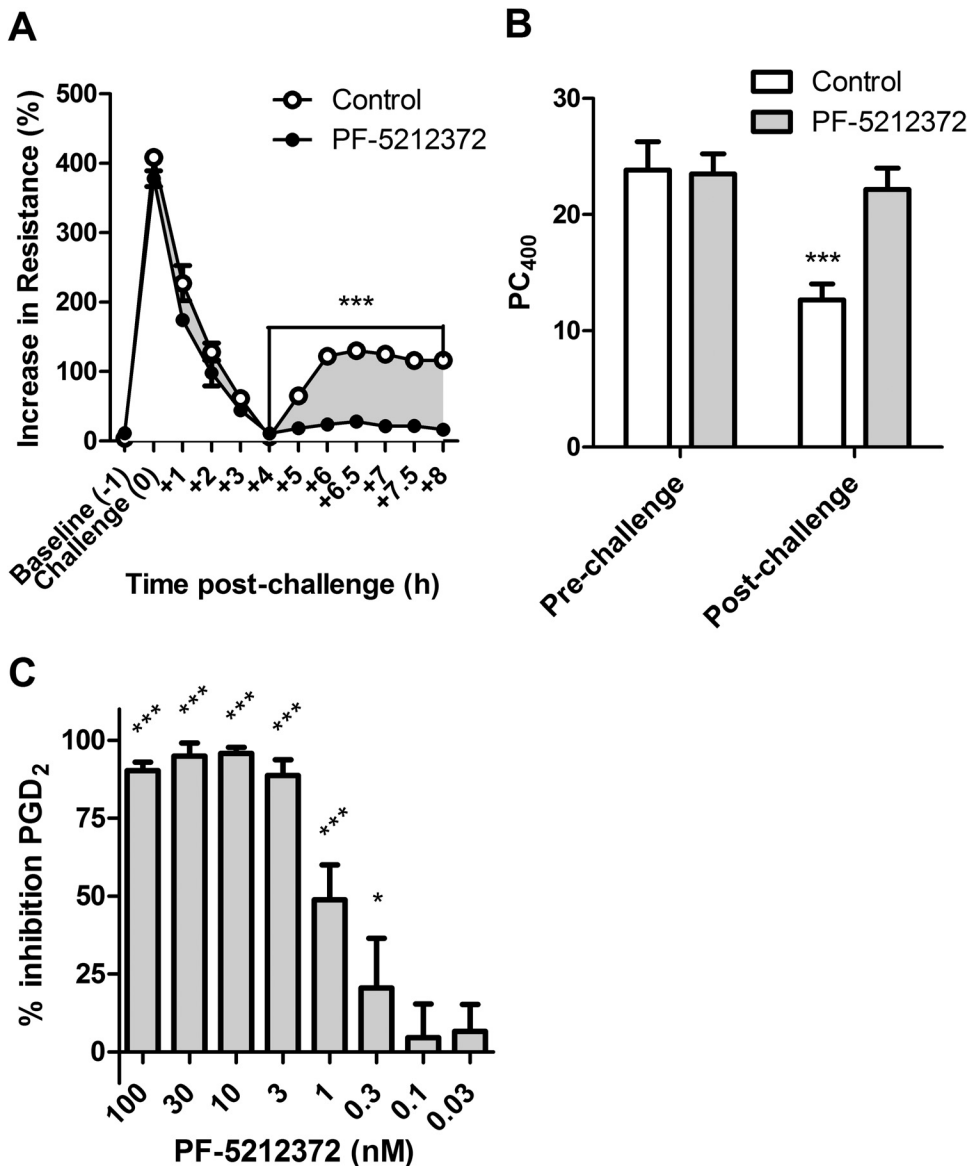 A
Increase in Resistance (%)
500
400
300
200
100
0
Control
PF-5212372
***
Baseline (-1)
Challenge (0)
+1
+2
+3
+4
+5
+6
+6.5
+7
+7.5
+8
Time post-challenge (h)
B
Control
PF-5212372
PC400
30
20
10
0
***
Pre-challenge
Post-challenge
C
% inhibition PGD2
100
75
50
25
0
***
***
***
***
***
*
100
30
10
3
1
0.3
0.1
0.03
PF-5212372 (nM)